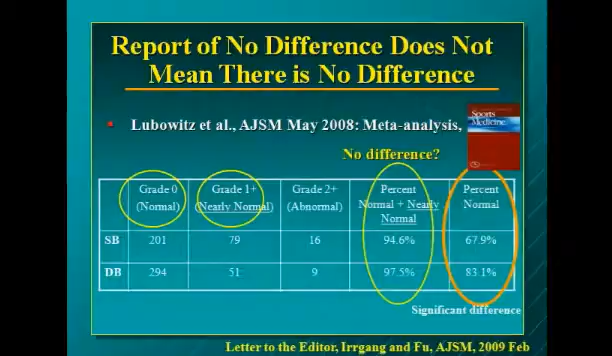 Report of No Difference Does Not
Mean There is No Difference
Lubowitz et al., AJSM May 2008: Meta-analysis,
Sports
Medicine
No difference?
Grade 0 Grade 1+ Grade 2+ Percent Percent
(Normal) (Nearly Normal) (Abnormal) Normal + Nearly Normal
Normal
SB 201 79 16 94.6% 67.9%
DB 294 51 9 97.5% 83.1%
Significant difference
Letter to the Editor, Irrgang and Fu, AJSM, 2009 Feb